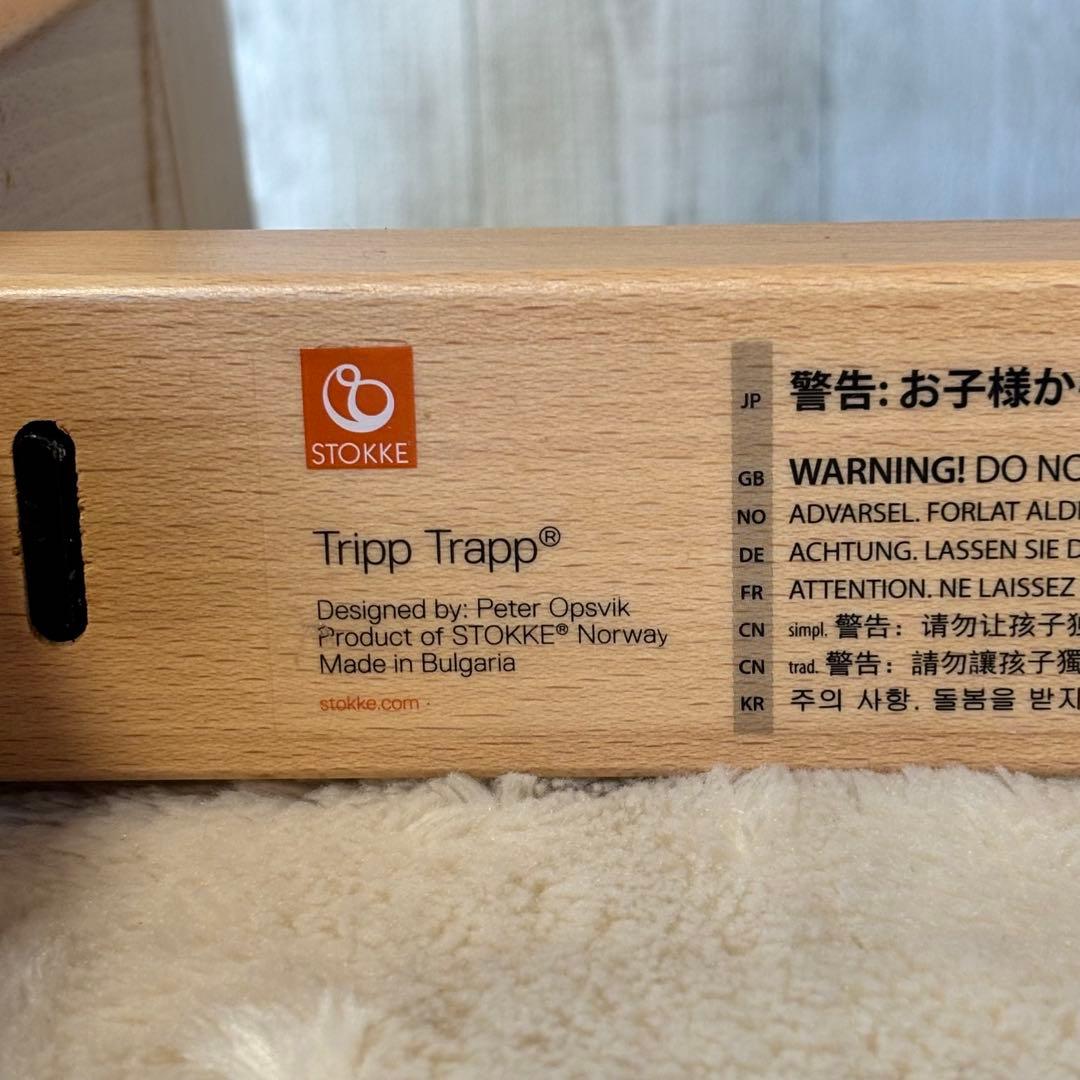 STOKKE
Tripp Trapp®
Designed by: Peter Opsvik
Product of STOKKE® Norway
Made in Bulgaria
stokke.com
JP 警告: お子様か
GB WARNING! DO NO
NO ADVARSEL. FORLAT ALD
DE ACHTUNG. LASSEN SIE D
FR ATTENTION. NE LAISSEZ
CN simpl. 警告: 请勿让孩子
CN trad. 警告: 請勿讓孩子獨
KR 주의 사항. 돌봄을 받지